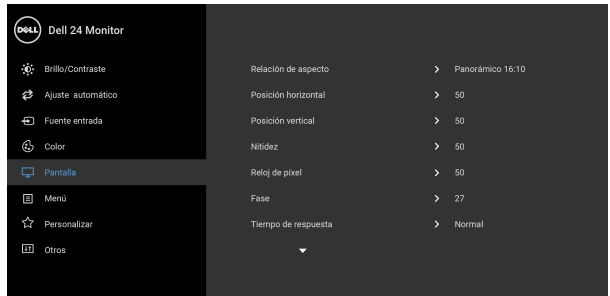 DELL Dell 24 Monitor
Brillo/Contraste
Ajuste automático
Fuente entrada
Color
Pantalla
Menú
Personalizar
Otros
Relación de aspecto > Panorámico 16:10
Posición horizontal > 50
Posición vertical > 50
Nitidez > 50
Reloj de píxel > 50
Fase > 27
Tiempo de respuesta > Normal